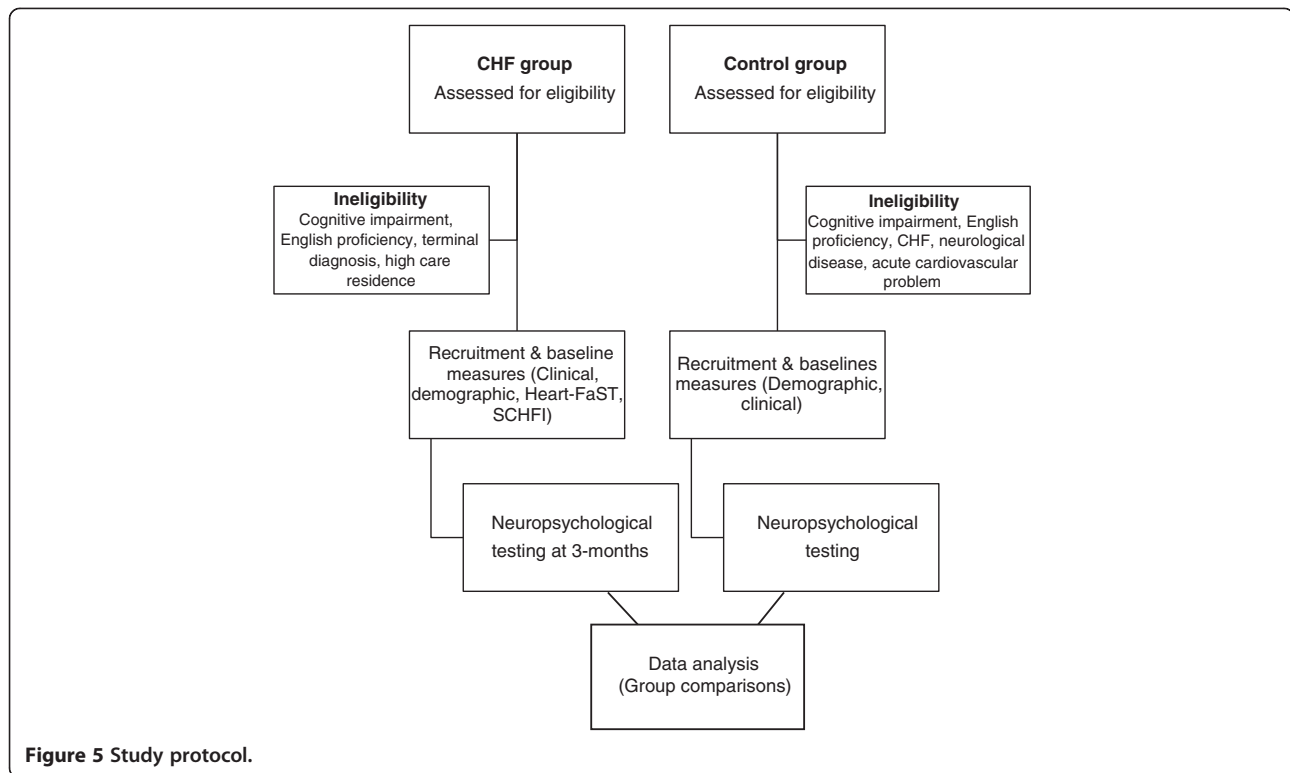 CHF group
Assessed for eligibility
Control group
Assessed for eligibility
Ineligibility
Cognitive impairment,
English proficiency, terminal
diagnosis, high care
residence
Ineligibility
Cognitive impairment, English
proficiency, CHF, neurological
disease, acute cardiovascular
problem
Recruitment & baseline
measures (Clinical,
demographic, Heart-FaST,
SCHFI)
Recruitment & baselines
measures (Demographic,
clinical)
Neuropsychological
testing at 3-months
Neuropsychological
testing
Data analysis
(Group comparisons)
Figure 5 Study protocol.